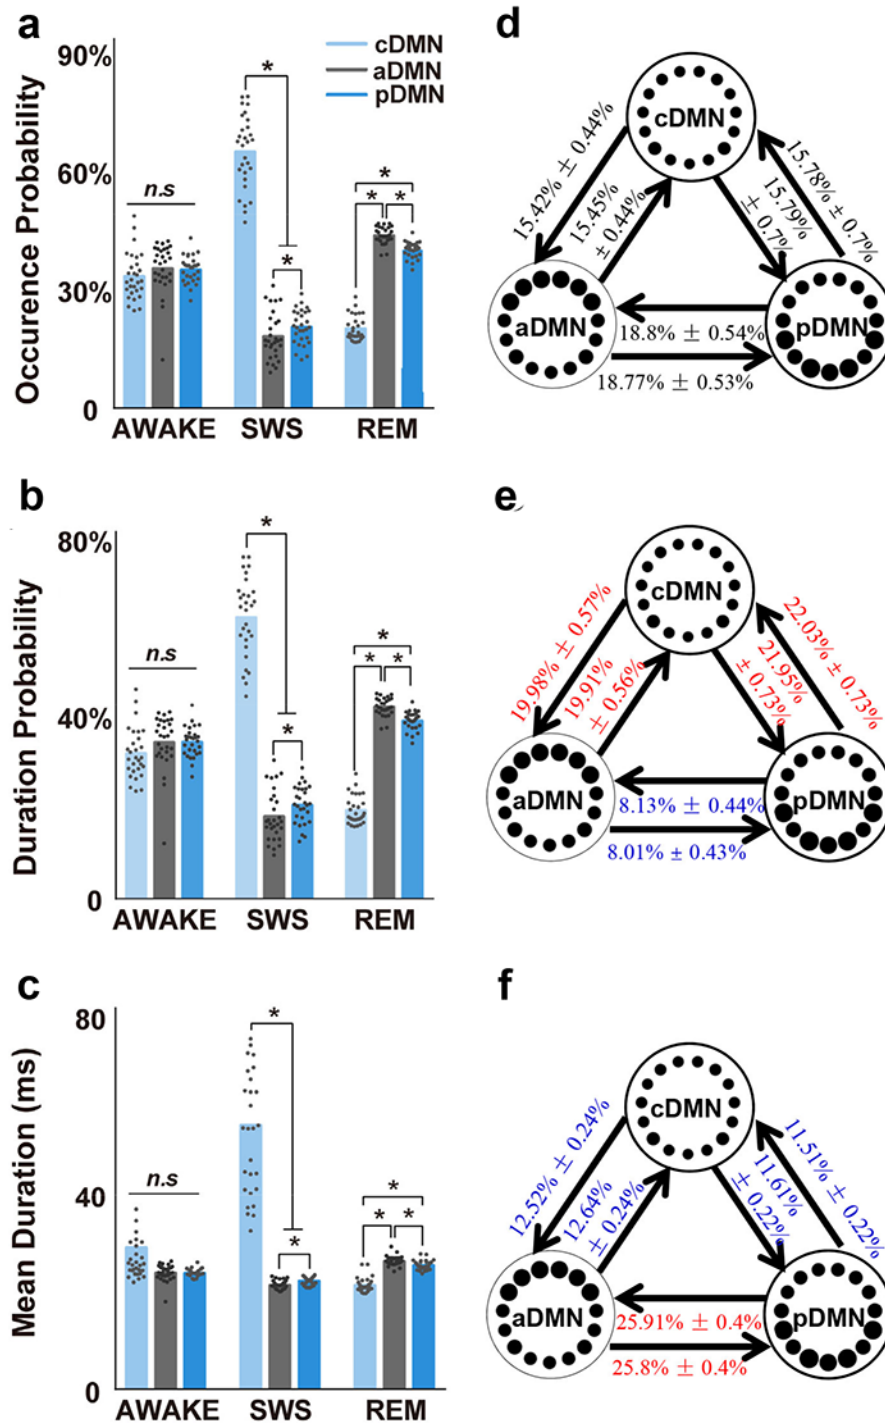 a
Occurence Probability
90%
60%
30%
0
cDMN
aDMN
pDMN
n.s
*
*
*
*
*
AWAKE SWS REM
d
cDMN
aDMN
pDMN
15.42% ± 0.44%
15.45%
± 0.44%
15.78% ± 0.7%
15.79%
± 0.7%
18.8% ± 0.54%
18.77% ± 0.53%
b
Duration Probability
80%
40%
0
n.s
*
*
*
*
*
AWAKE SWS REM
e
cDMN
aDMN
pDMN
19.98% ± 0.57%
19.91%
± 0.56%
22.03% ± 0.73%
21.95%
± 0.73%
8.13% ± 0.44%
8.01% ± 0.43%
c
Mean Duration (ms)
80
40
0
n.s
*
*
*
*
*
AWAKE SWS REM
f
cDMN
aDMN
pDMN
12.52% ± 0.24%
12.64%
± 0.24%
11.51% ± 0.22%
11.61%
± 0.22%
25.91% ± 0.4%
25.8% ± 0.4%